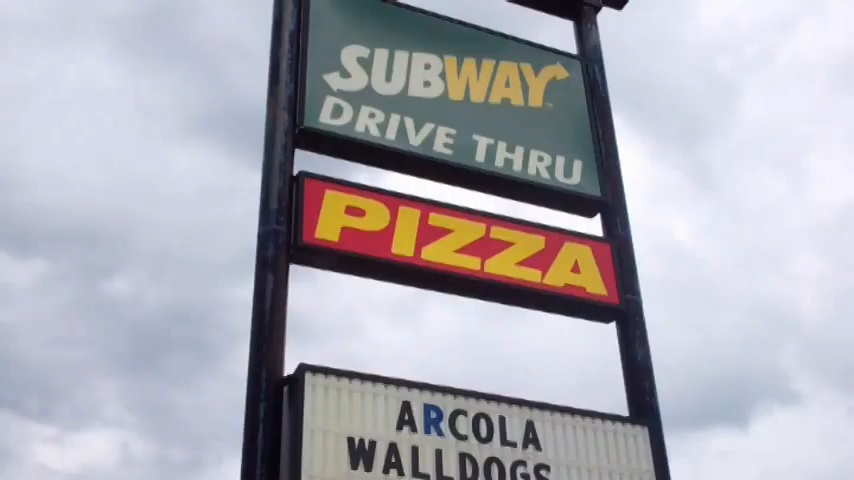 SUBWAY
DRIVE THRU
PIZZA
ARCOLA
WALLDOGS